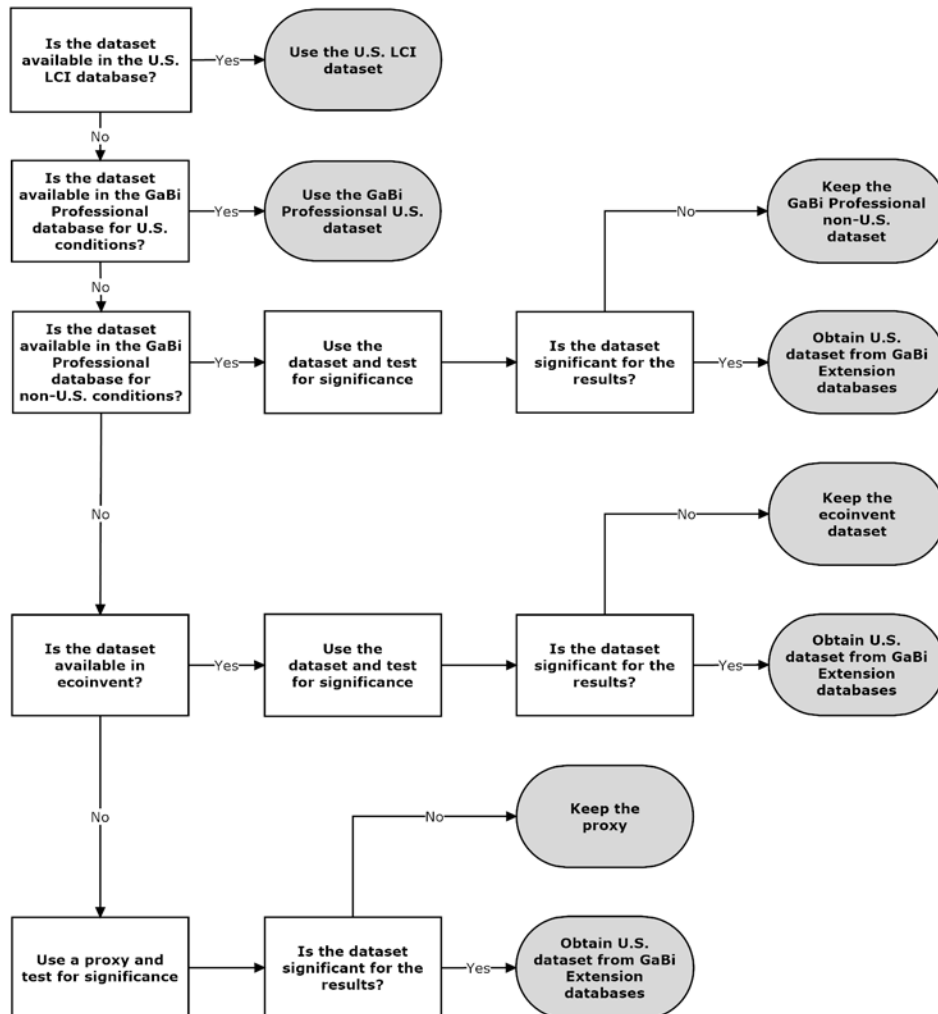 Is the dataset
available in the U.S.
LCI database?
Yes
Use the U.S. LCI
dataset
No
Is the dataset
available in the GaBi
Professional
database for U.S.
conditions?
Yes
Use the GaBi
Professionsal U.S.
dataset
No
Keep the
GaBi Professional
non-U.S.
dataset
No
Is the dataset
available in the GaBi
Professional
database for
non-U.S. conditions?
Yes
Use the
dataset and test
for significance
Is the dataset
significant for the
results?
Yes
Obtain U.S.
dataset from GaBi
Extension
databases
No
No
Keep the
ecoinvent
dataset
Is the dataset
available in
ecoinvent?
Yes
Use the
dataset and test
for significance
Is the dataset
significant for the
results?
Yes
Obtain U.S.
dataset from GaBi
Extension
databases
No
No
Keep the
proxy
Use a proxy and
test for significance
Is the dataset
significant for the
results?
Yes
Obtain U.S.
dataset from GaBi
Extension
databases